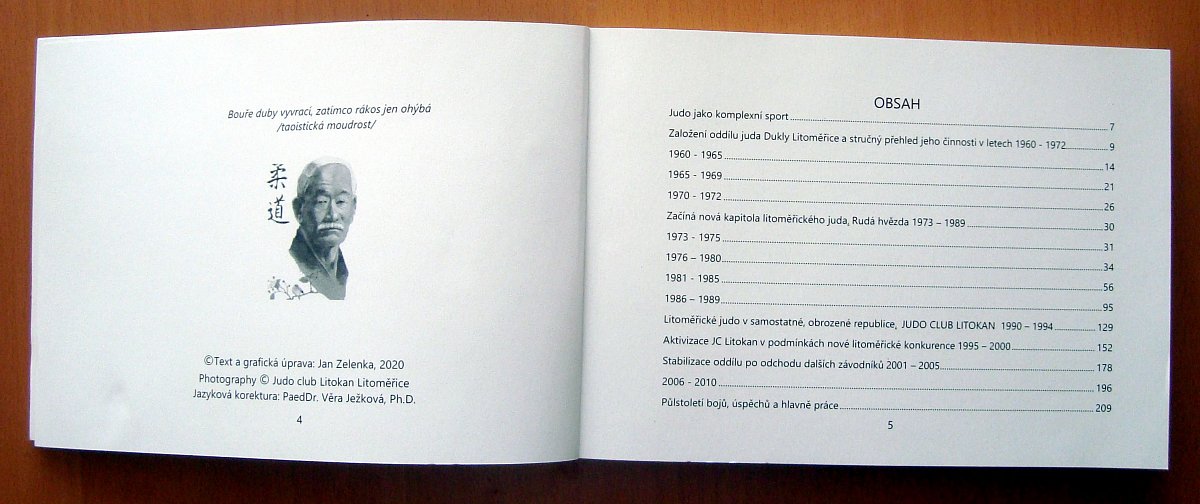 Bouře duby vyvrací, zatímco rákos jen ohýbá
/taoistická moudrost/
柔
道
©Text a grafická úprava: Jan Zelenka, 2020
Photography © Judo club Litokan Litoměřice
Jazyková korektura: PaedDr. Věra Ježková, Ph.D.
4
OBSAH
Judo jako komplexní sport 7
Založení oddílu juda Dukly Litoměřice a stručný přehled jeho činnosti v letech 1960 - 1972 9
1960 - 1965 14
1965 - 1969 21
1970 - 1972 26
Začíná nová kapitola litoměřického juda, Rudá hvězda 1973 – 1989 30
1973 - 1975 31
1976 – 1980 34
1981 - 1985 56
1986 – 1989 95
Litoměřické judo v samostatné, obrozené republice, JUDO CLUB LITOKAN 1990 – 1994 129
Aktivizace JC Litokan v podmínkách nové litoměřické konkurence 1995 – 2000 152
Stabilizace oddílu po odchodu dalších závodníků 2001 – 2005 178
2006 - 2010 196
Půlstoletí bojů, úspěchů a hlavně práce 209
5